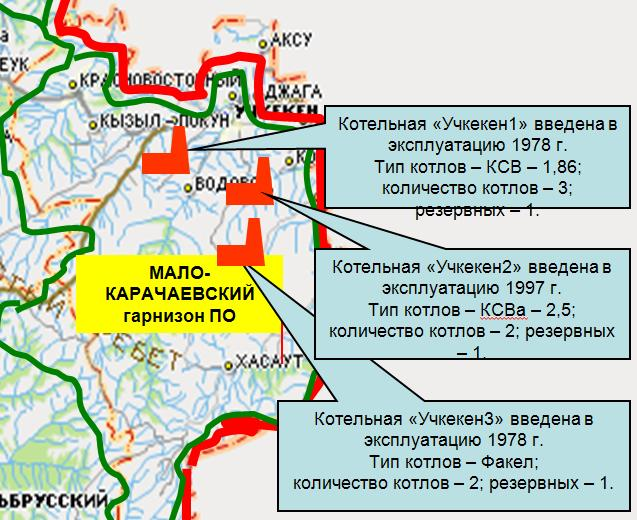 АКСУ
ЕУК
КРАСНОВОСТОЧНЫЙ
ДЖАГА
УЧКЕКЕН
КЫЗЫЛ-ПОКУН
Котельная «Учкекен1» введена в
эксплуатацию 1978 г.
Тип котлов – КСВ – 1,86;
количество котлов – 3;
резервных – 1.
Котельная «Учкекен2» введена в
эксплуатацию 1997 г.
Тип котлов – КСВа – 2,5;
количество котлов – 2; резервных
– 1.
МАЛО-
КАРАЧАЕВСКИЙ
гарнизон ПО
ХАСАУТ
Котельная «Учкекен3» введена в
эксплуатацию 1978 г.
Тип котлов – Факел;
количество котлов – 2; резервных – 1.
ЬБРУССКИЙ